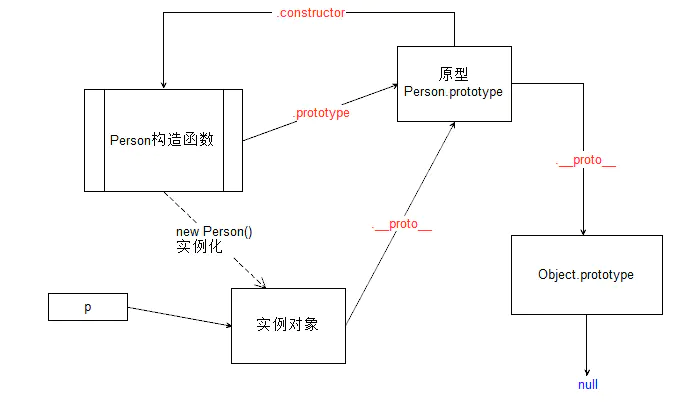 .constructor
原型
Person.prototype
Person构造函数
.prototype
.__proto__
.__proto__
new Person()
实例化
Object.prototype
p
实例对象
null